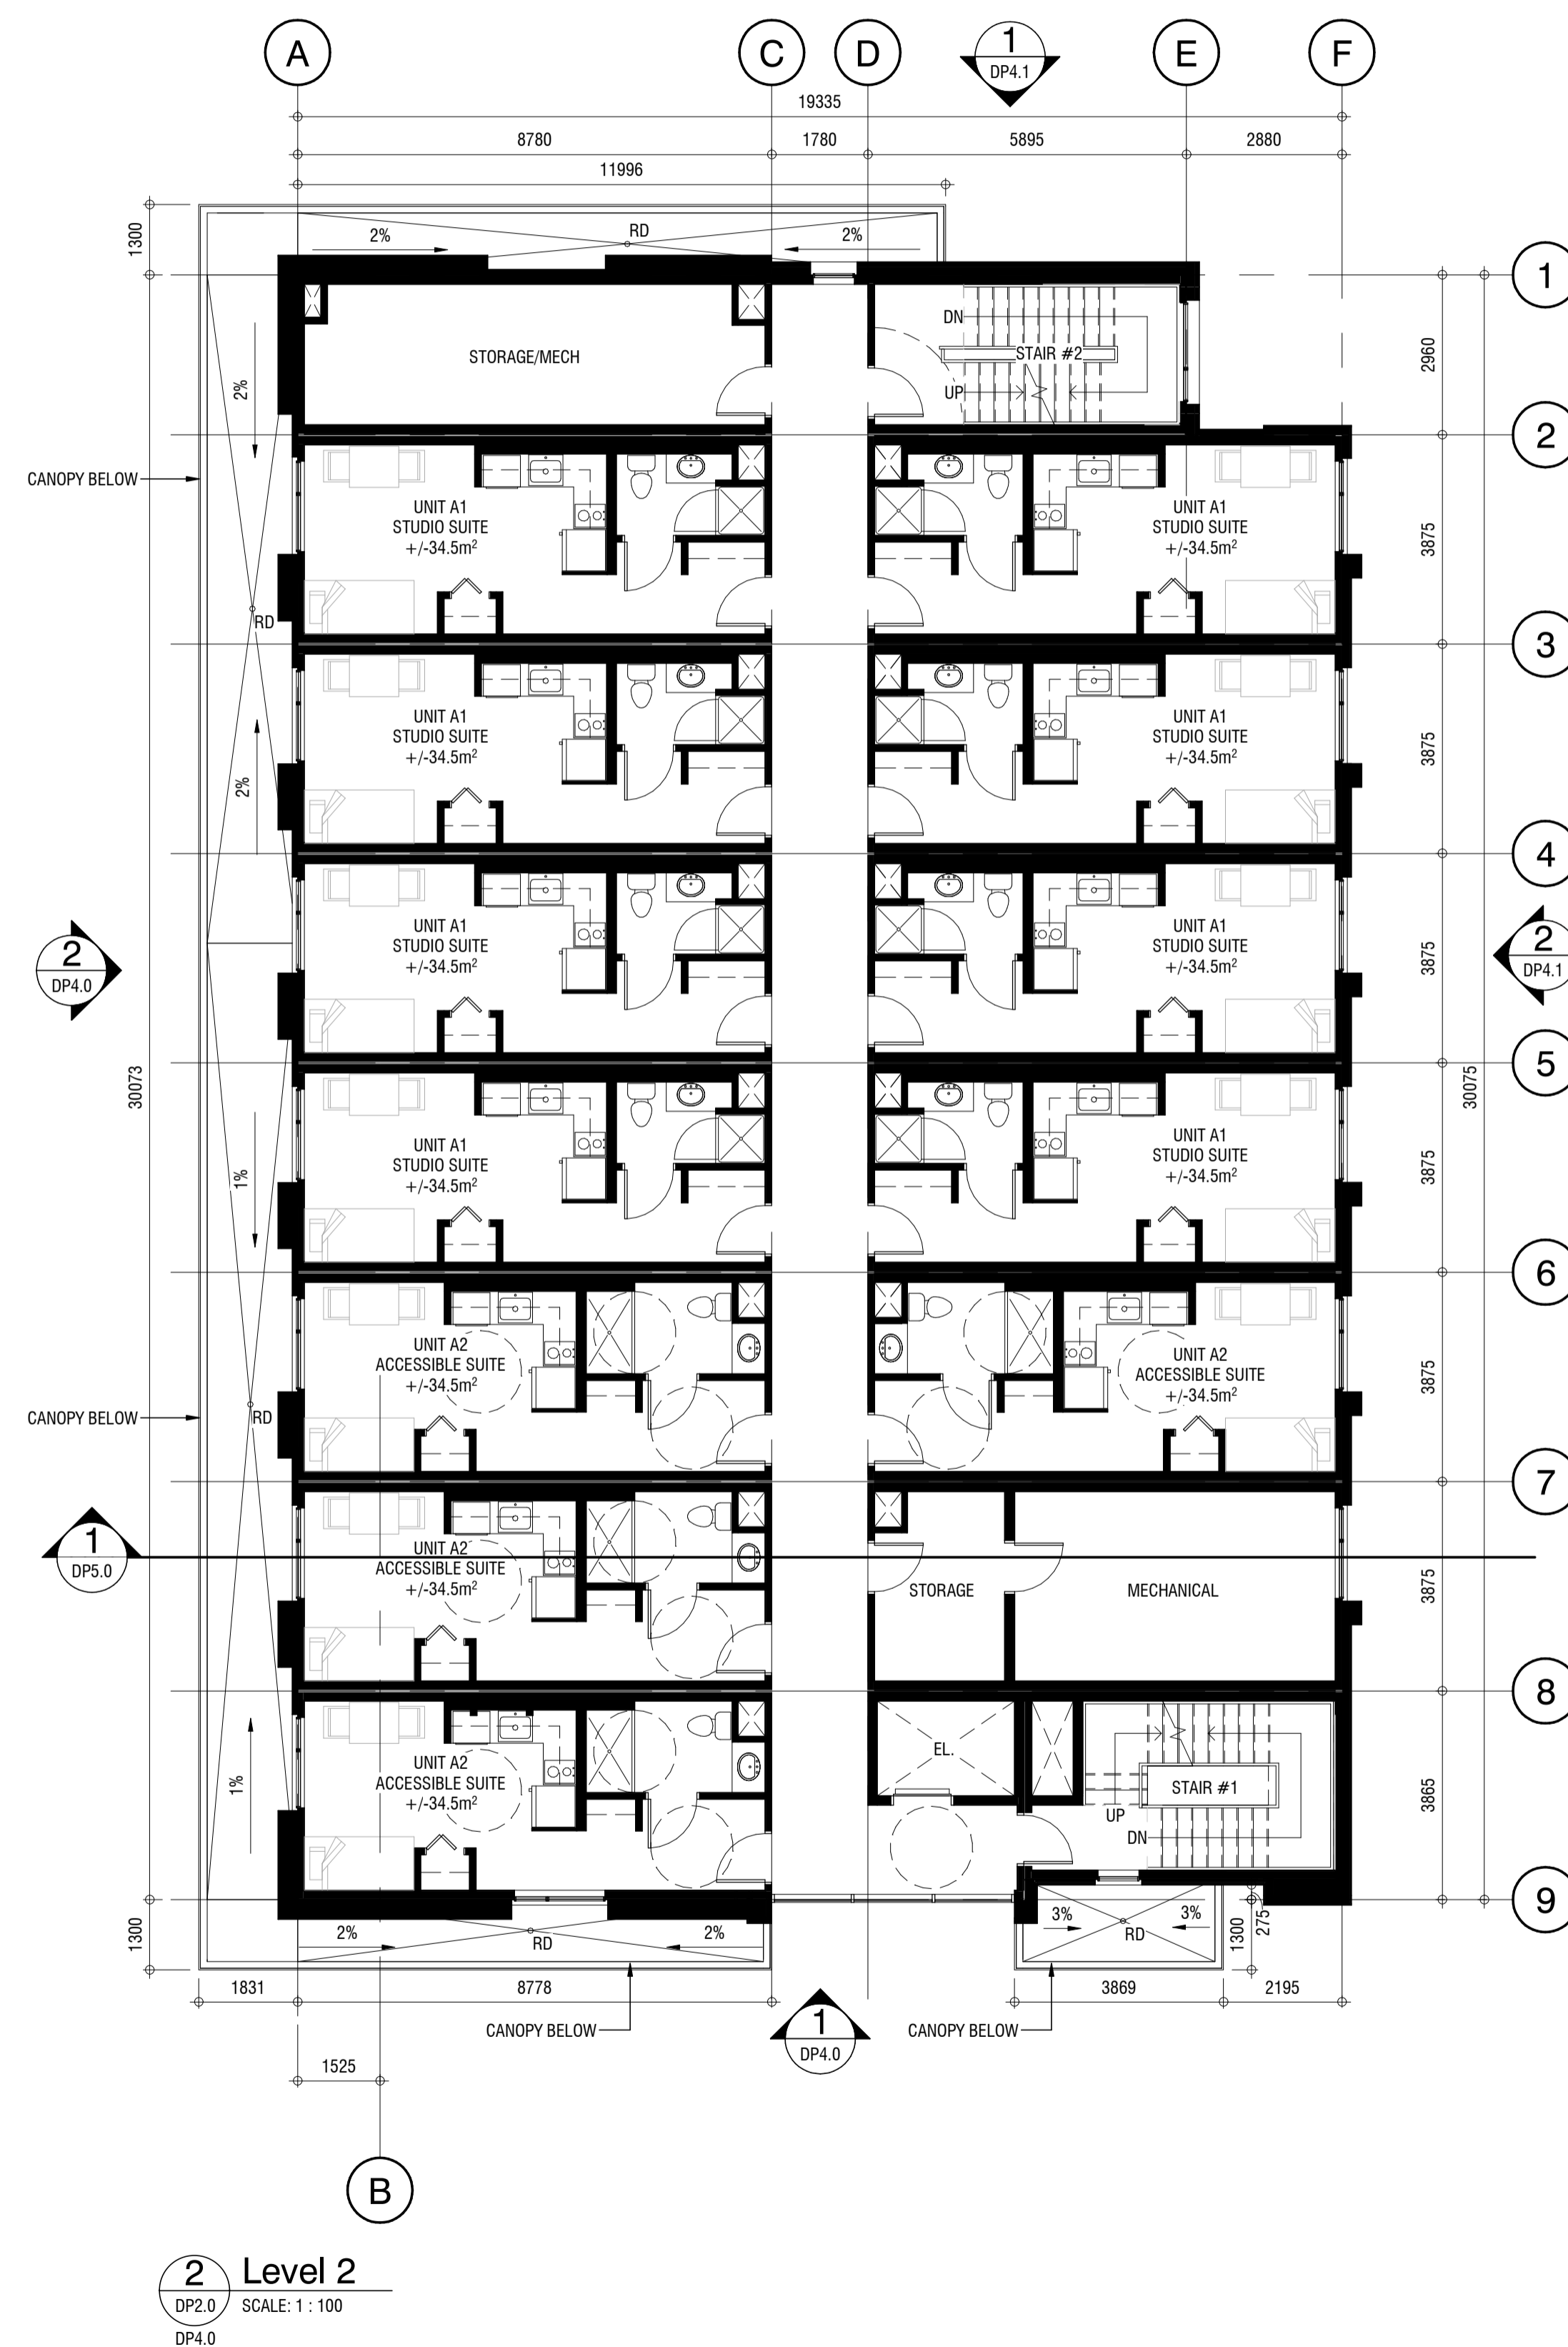 A
C
D
1
DP4.1
E
F
19335
8780
1780
5895
2880
11996
1300
2%
RD
2%
1
STORAGE/MECH
DN
STAIR #2
UP
2960
2%
2
CANOPY BELOW
UNIT A1
STUDIO SUITE
+/-34.5m²
UNIT A1
STUDIO SUITE
+/-34.5m²
3875
RD
3
UNIT A1
STUDIO SUITE
+/-34.5m²
UNIT A1
STUDIO SUITE
+/-34.5m²
3875
2%
4
UNIT A1
STUDIO SUITE
+/-34.5m²
UNIT A1
STUDIO SUITE
+/-34.5m²
3875
2
DP4.0
2
DP4.1
5
30073
30075
UNIT A1
STUDIO SUITE
+/-34.5m²
UNIT A1
STUDIO SUITE
+/-34.5m²
3875
1%
6
UNIT A2
ACCESSIBLE SUITE
+/-34.5m²
UNIT A2
ACCESSIBLE SUITE
+/-34.5m²
3875
CANOPY BELOW
RD
7
1
DP5.0
UNIT A2
ACCESSIBLE SUITE
+/-34.5m²
STORAGE
MECHANICAL
3875
8
UNIT A2
ACCESSIBLE SUITE
+/-34.5m²
EL.
STAIR #1
UP
DN
3865
1%
9
1300
2%
RD
2%
3%
RD
3%
1300
275
1831
8778
3869
2195
CANOPY BELOW
1
DP4.0
CANOPY BELOW
1525
B
2
DP2.0
Level 2
SCALE: 1 : 100
DP4.0